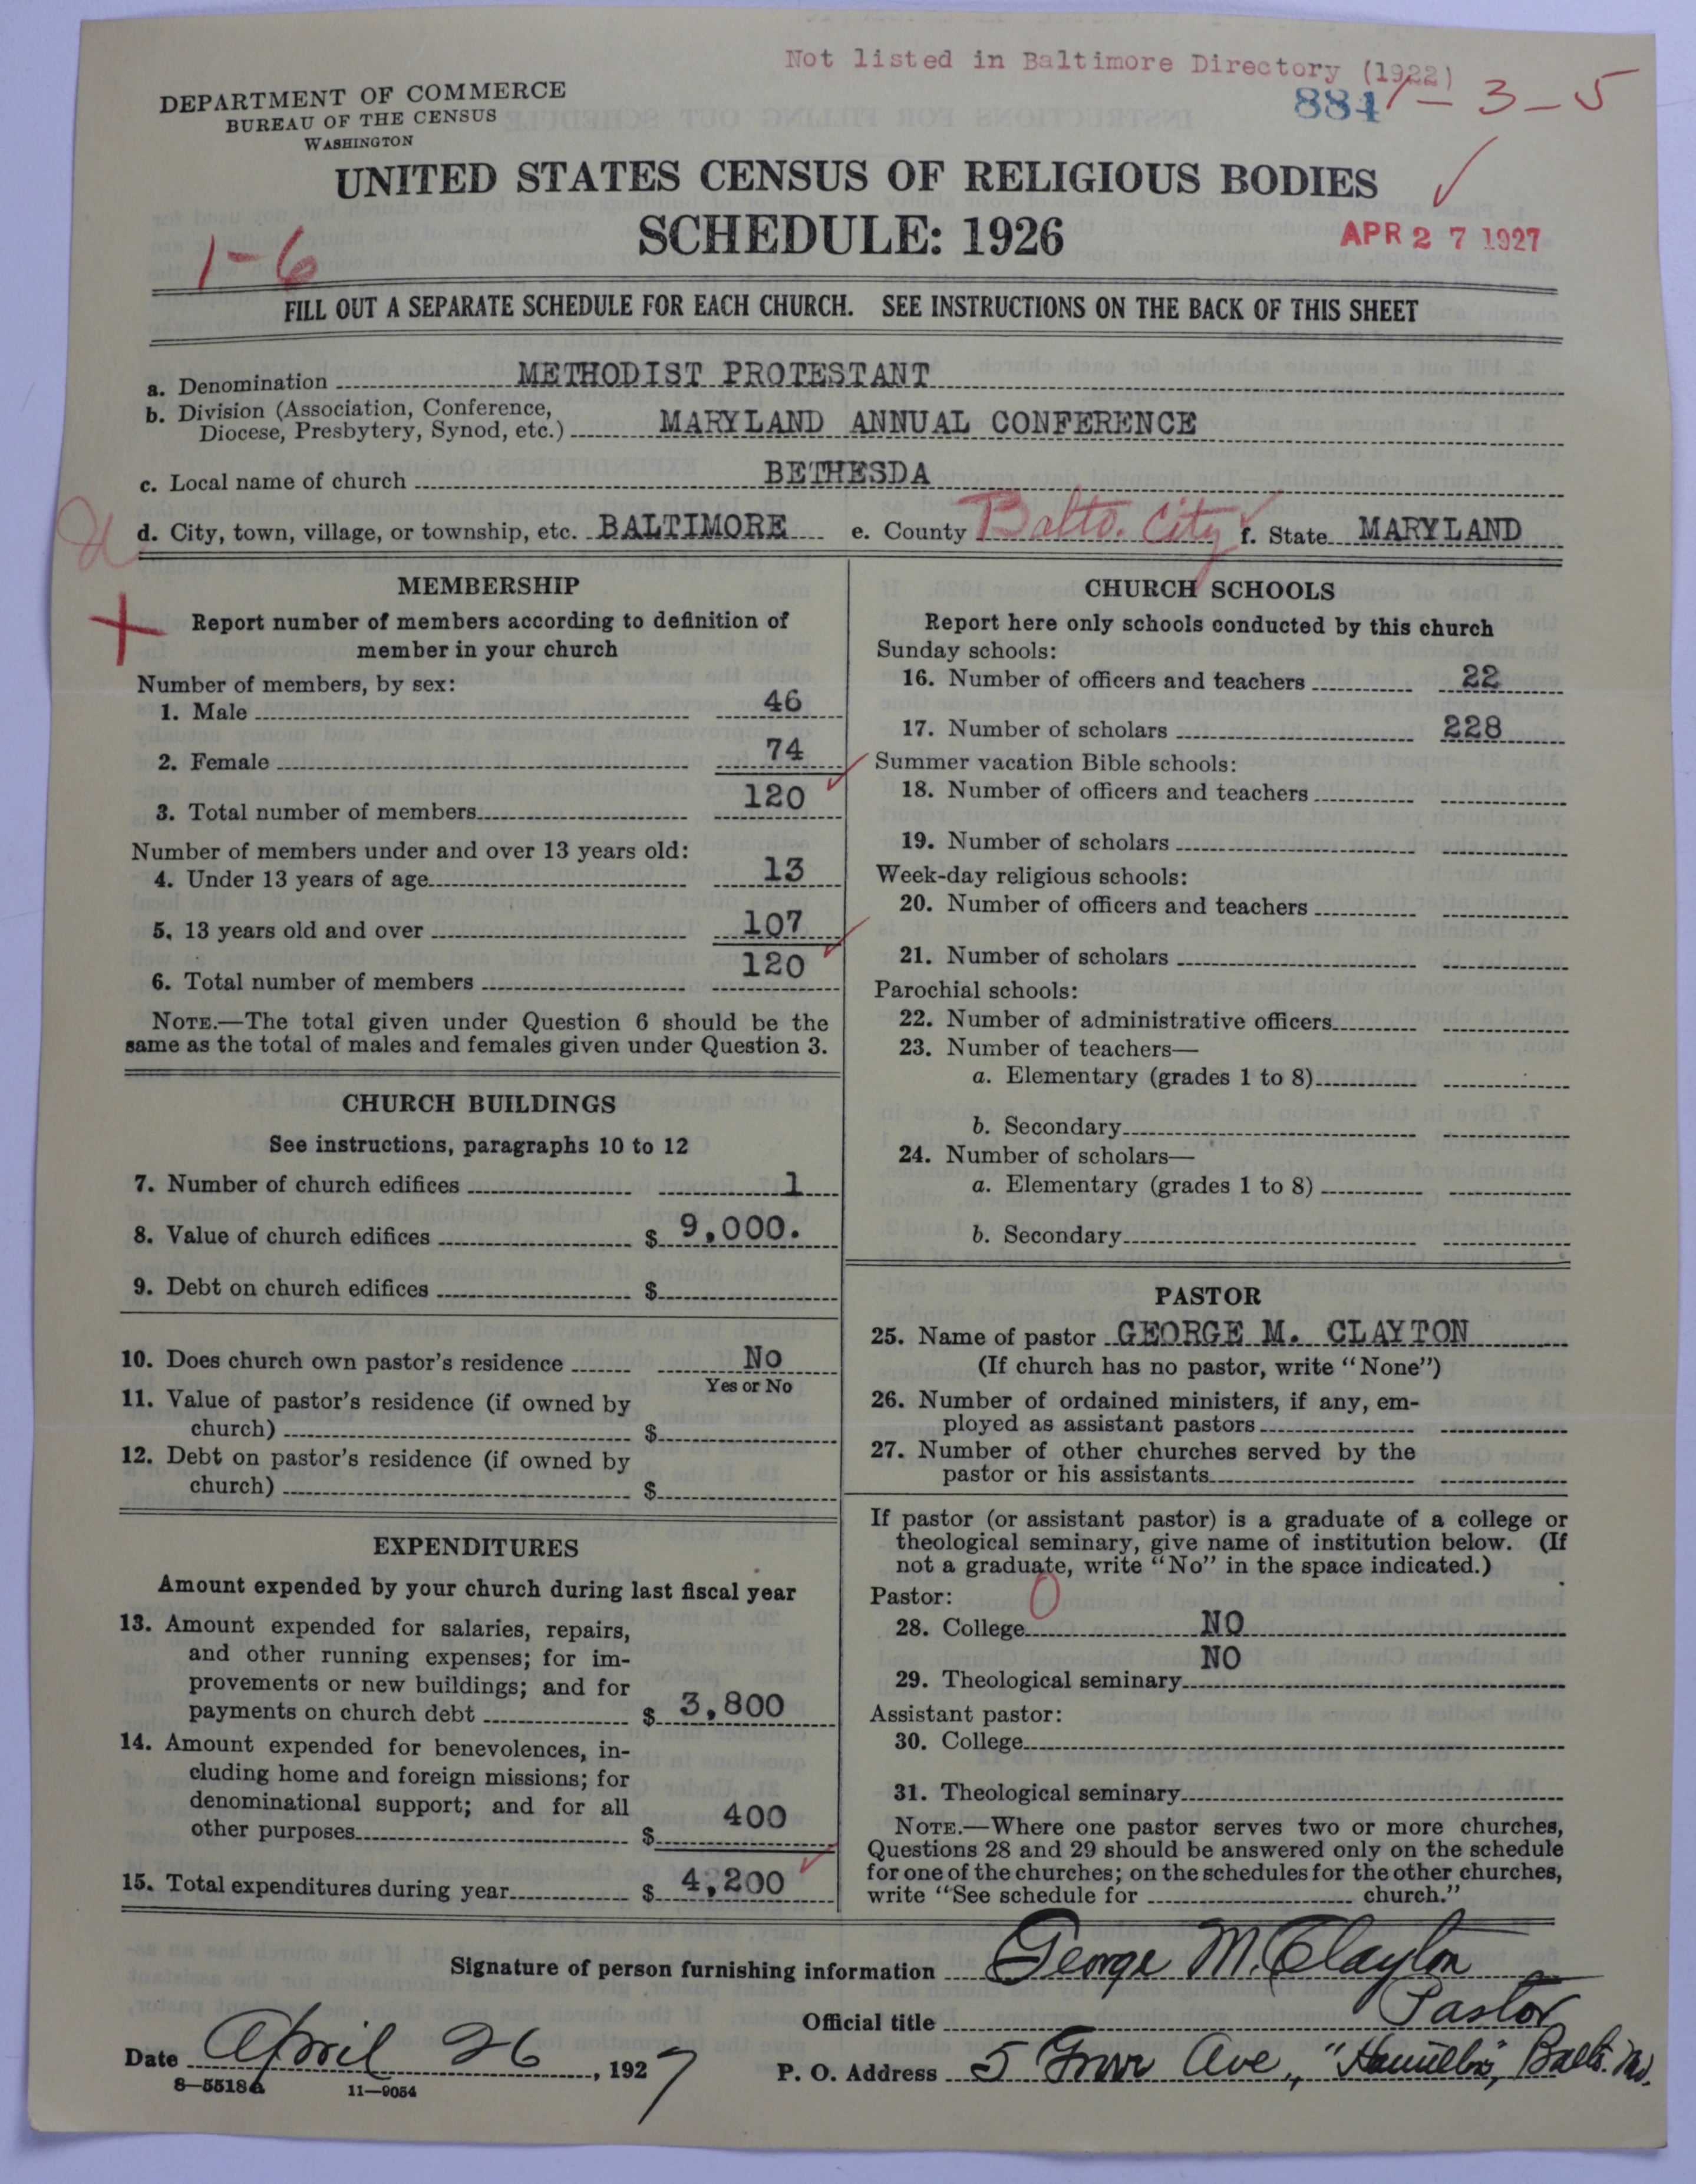 Not listed in Baltimore Directory (1922)
DEPARTMENT OF COMMERCE
BUREAU OF THE CENSUS
WASHINGTON
884 1-3-5
UNITED STATES CENSUS OF RELIGIOUS BODIES
SCHEDULE: 1926
APR 27 1927
1-6
FILL OUT A SEPARATE SCHEDULE FOR EACH CHURCH. SEE INSTRUCTIONS ON THE BACK OF THIS SHEET
a. Denomination METHODIST PROTESTANT
b. Division (Association, Conference,
Diocese, Presbytery, Synod, etc.) MARYLAND ANNUAL CONFERENCE
c. Local name of church BETHESDA
d. City, town, village, or township, etc. BALTIMORE e. County Balto. City f. State MARYLAND
MEMBERSHIP
Report number of members according to definition of
member in your church
Number of members, by sex:
1. Male 46
2. Female 74
3. Total number of members 120
Number of members under and over 13 years old:
4. Under 13 years of age 13
5. 13 years old and over 107
6. Total number of members 120
NOTE.—The total given under Question 6 should be the
same as the total of males and females given under Question 3.
CHURCH BUILDINGS
See instructions, paragraphs 10 to 12
7. Number of church edifices 1
8. Value of church edifices $ 9,000.
9. Debt on church edifices $
10. Does church own pastor's residence No
Yes or No
11. Value of pastor's residence (if owned by
church) $
12. Debt on pastor's residence (if owned by
church) $
EXPENDITURES
Amount expended by your church during last fiscal year
13. Amount expended for salaries, repairs,
and other running expenses; for im-
provements or new buildings; and for
payments on church debt $ 3,800
14. Amount expended for benevolences, in-
cluding home and foreign missions; for
denominational support; and for all
other purposes $ 400
15. Total expenditures during year $ 4,200
CHURCH SCHOOLS
Report here only schools conducted by this church
Sunday schools:
16. Number of officers and teachers 22
17. Number of scholars 228
Summer vacation Bible schools:
18. Number of officers and teachers
19. Number of scholars
Week-day religious schools:
20. Number of officers and teachers
21. Number of scholars
Parochial schools:
22. Number of administrative officers
23. Number of teachers—
a. Elementary (grades 1 to 8)
b. Secondary
24. Number of scholars—
a. Elementary (grades 1 to 8)
b. Secondary
PASTOR
25. Name of pastor GEORGE M. CLAYTON
(If church has no pastor, write "None")
26. Number of ordained ministers, if any, em-
ployed as assistant pastors
27. Number of other churches served by the
pastor or his assistants
If pastor (or assistant pastor) is a graduate of a college or
theological seminary, give name of institution below. (If
not a graduate, write "No" in the space indicated.)
Pastor: 0
28. College NO
29. Theological seminary NO
Assistant pastor:
30. College
31. Theological seminary
NOTE.—Where one pastor serves two or more churches,
Questions 28 and 29 should be answered only on the schedule
for one of the churches; on the schedules for the other churches,
write "See schedule for church."
Signature of person furnishing information George M. Clayton
Official title Pastor
Date April 26, 1927 P. O. Address 5 Ave, "Hamilton", Balto. Md.
8—5518a 11—9054